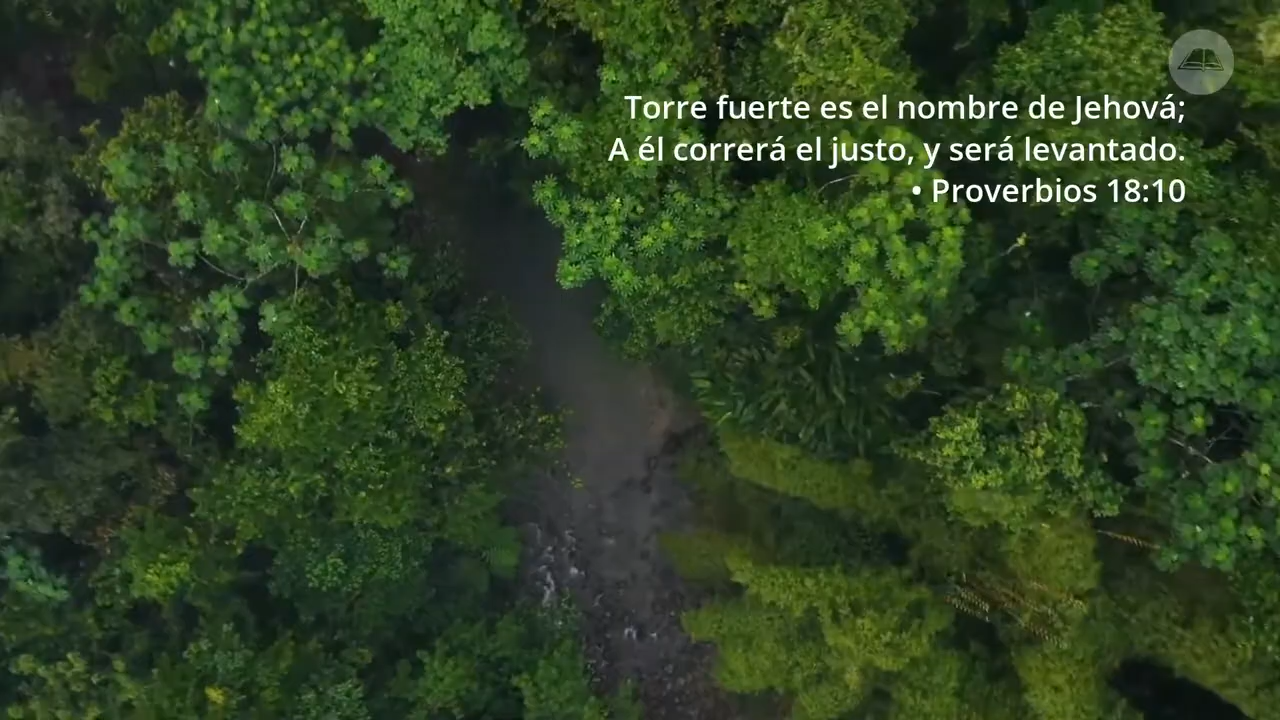 Torre fuerte es el nombre de Jehová;
A él correrá el justo, y será levantado.
• Proverbios 18:10